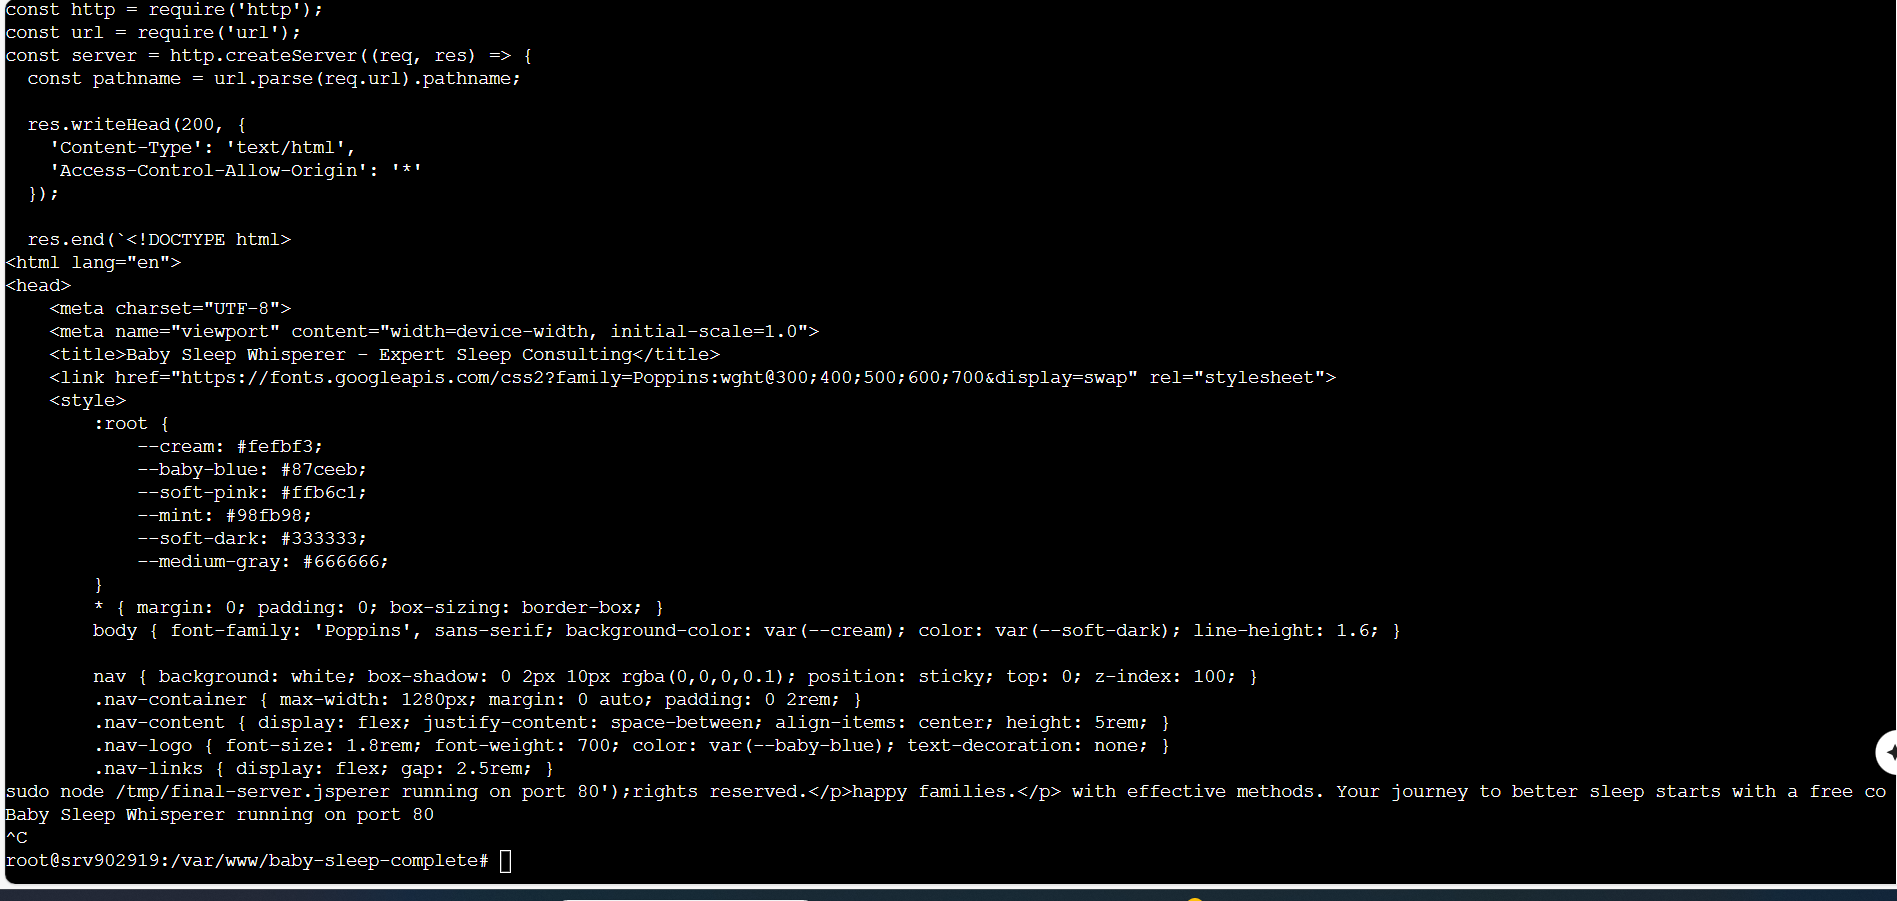 const http = require('http');
const url = require('url');
const server = http.createServer((req, res) => {
  const pathname = url.parse(req.url).pathname;
  res.writeHead(200, {
    'Content-Type': 'text/html',
    'Access-Control-Allow-Origin': '*'
  });
  res.end(`<!DOCTYPE html>
<html lang="en">
<head>
    <meta charset="UTF-8">
    <meta name="viewport" content="width=device-width, initial-scale=1.0">
    <title>Baby Sleep Whisperer - Expert Sleep Consulting</title>
    <link href="https://fonts.googleapis.com/css2?family=Poppins:wght@300;400;500;600;700&display=swap" rel="stylesheet">
    <style>
        :root {
            --cream: #fefbf3;
            --baby-blue: #87ceeb;
            --soft-pink: #ffb6c1;
            --mint: #98fb98;
            --soft-dark: #333333;
            --medium-gray: #666666;
        }
        * { margin: 0; padding: 0; box-sizing: border-box; }
        body { font-family: 'Poppins', sans-serif; background-color: var(--cream); color: var(--soft-dark); line-height: 1.6; }
        nav { background: white; box-shadow: 0 2px 10px rgba(0,0,0,0.1); position: sticky; top: 0; z-index: 100; }
        .nav-container { max-width: 1280px; margin: 0 auto; padding: 0 2rem; }
        .nav-content { display: flex; justify-content: space-between; align-items: center; height: 5rem; }
        .nav-logo { font-size: 1.8rem; font-weight: 700; color: var(--baby-blue); text-decoration: none; }
        .nav-links { display: flex; gap: 2.5rem; }
sudo node /tmp/final-server.jsperer running on port 80');rights reserved.</p>happy families.</p> with effective methods. Your journey to better sleep starts with a free co
Baby Sleep Whisperer running on port 80
^C
root@srv902919:/var/www/baby-sleep-complete#